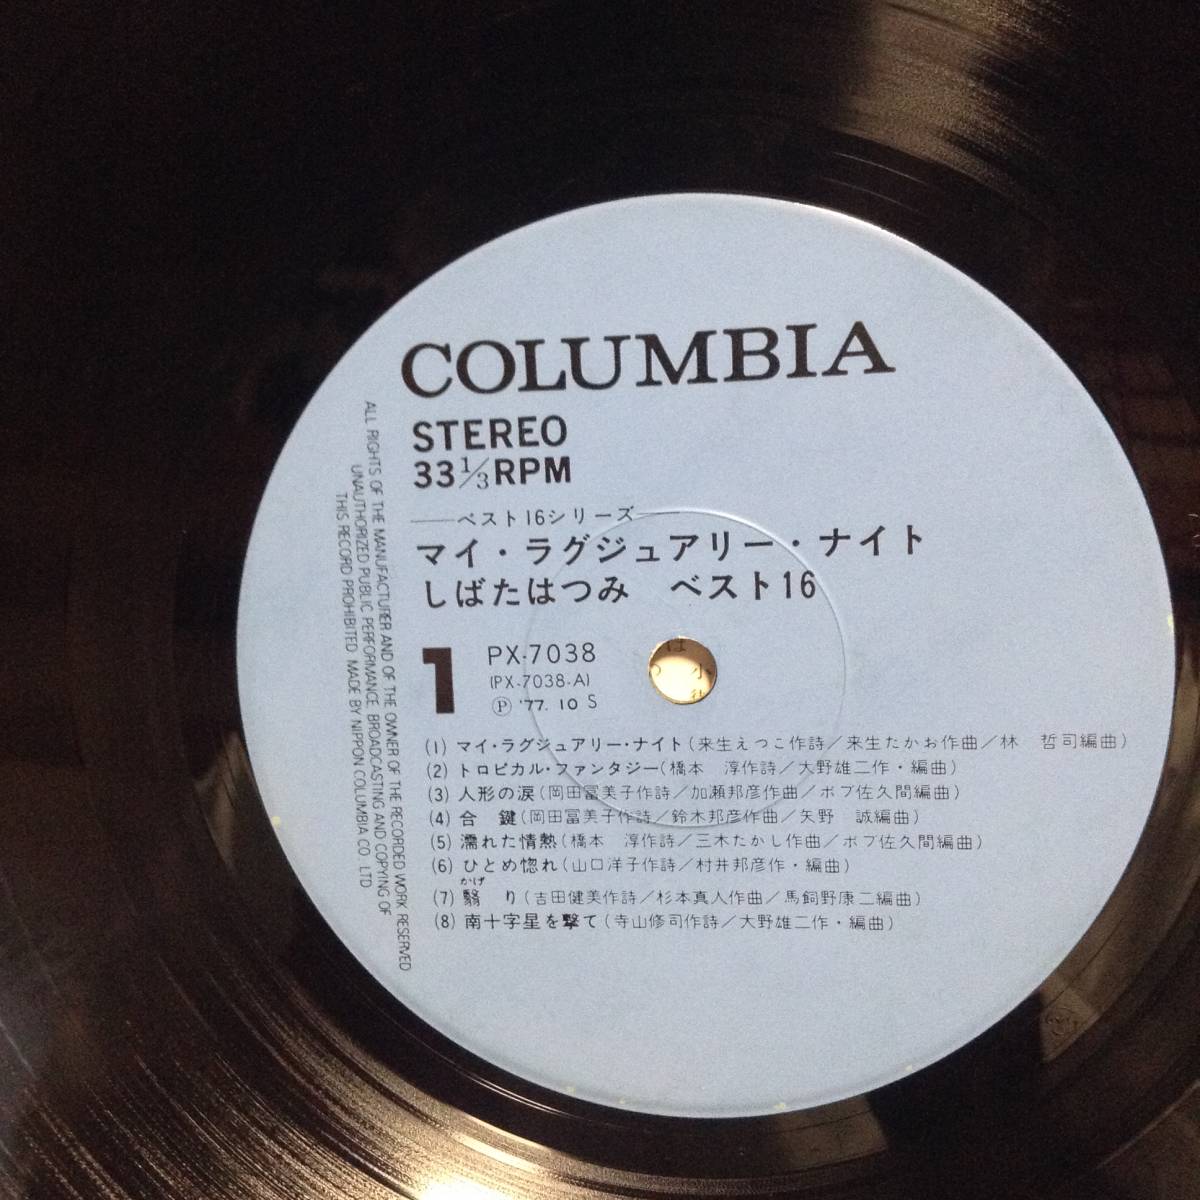 COLUMBIA
STEREO
33 1/3 RPM
ベスト16シリーズ
マイ・ラグジュアリー・ナイト
しばたはつみ ベスト16
1
PX-7038
(PX-7038-A)
Ⓟ '77. 10 S
(1) マイ・ラグジュアリー・ナイト(来生えつこ作詩/来生たかお作曲/林 哲司編曲)
(2) トロピカル・ファンタジー(橋本 淳作詩/大野雄二作・編曲)
(3) 人形の涙(岡田冨美子作詩/加瀬邦彦作曲/ボブ佐久間編曲)
(4) 合 鍵(岡田冨美子作詩/鈴木邦彦作曲/矢野 誠編曲)
(5) 濡れた情熱(橋本 淳作詩/三木たかし作曲/ボブ佐久間編曲)
(6) ひとめ惚れ(山口洋子作詩/村井邦彦作・編曲)
かげ
(7) 翳 り(吉田健美作詩/杉本真人作曲/馬飼野康二編曲)
(8) 南十字星を撃て(寺山修司作詩/大野雄二作・編曲)
ALL RIGHTS OF THE MANUFACTURER AND OF THE OWNER OF THE RECORDED WORK RESERVED
UNAUTHORIZED PUBLIC PERFORMANCE, BROADCASTING AND COPYING OF
THIS RECORD PROHIBITED MADE BY NIPPON COLUMBIA CO., LTD